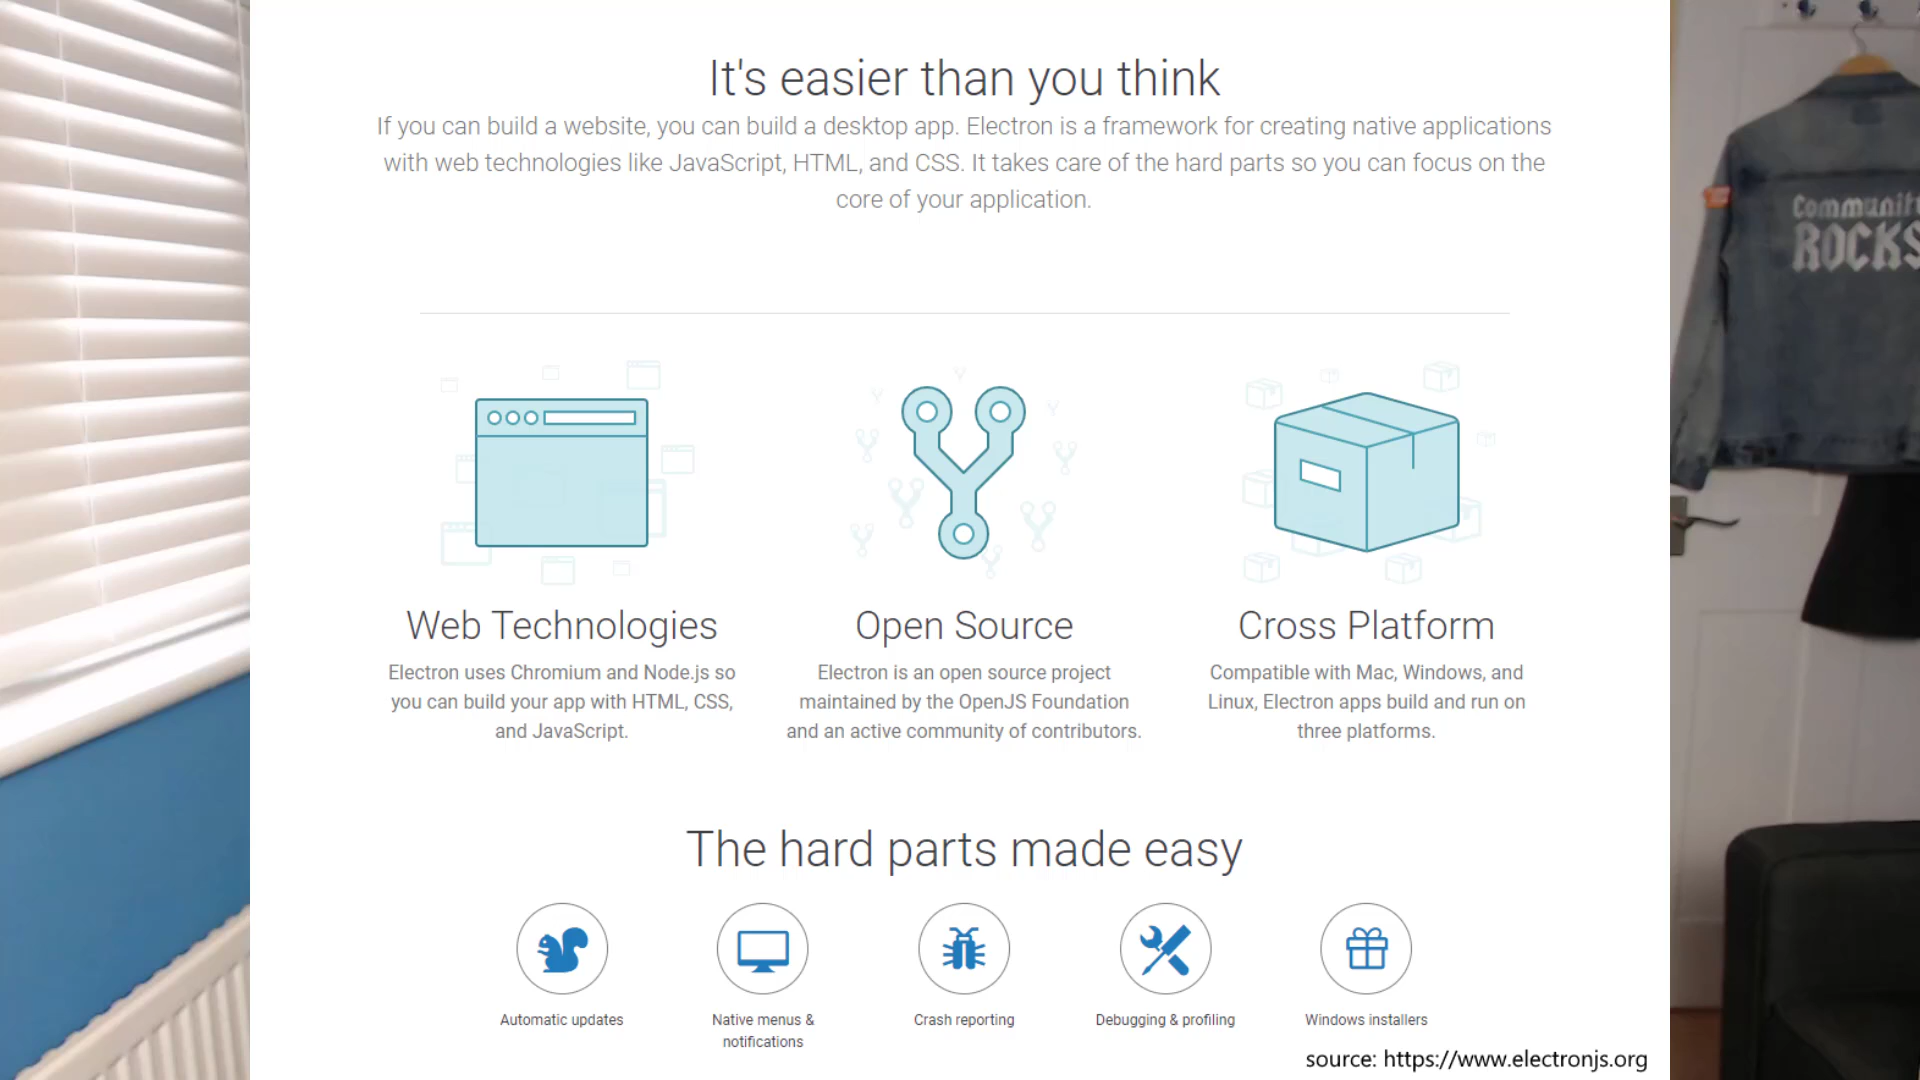 It's easier than you think
If you can build a website, you can build a desktop app. Electron is a framework for creating native applications
with web technologies like JavaScript, HTML, and CSS. It takes care of the hard parts so you can focus on the
core of your application.
Web Technologies
Electron uses Chromium and Node.js so
you can build your app with HTML, CSS,
and JavaScript.
Open Source
Electron is an open source project
maintained by the OpenJS Foundation
and an active community of contributors.
Cross Platform
Compatible with Mac, Windows, and
Linux, Electron apps build and run on
three platforms.
The hard parts made easy
Automatic updates
Native menus &
notifications
Crash reporting
Debugging & profiling
Windows installers
source: https://www.electronjs.org
Communit
ROCKS